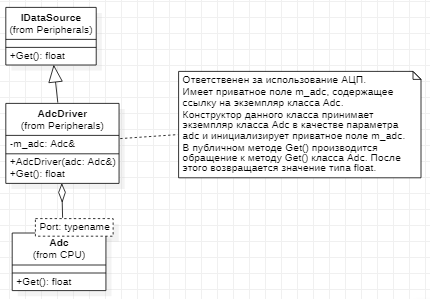 IDataSource
(from Peripherals)
+Get(): float
AdcDriver
(from Peripherals)
-m_adc: Adc&
+AdcDriver(adc: Adc&)
+Get(): float
Ответственен за использование АЦП.
Имеет приватное поле m_adc, содержащее
ссылку на экземпляр класса Adc.
Конструктор данного класса принимает
экземпляр класса Adc в качестве параметра
adc и инициализирует приватное поле m_adc.
В публичном методе Get() производится
обращение к методу Get() класса Adc. После
этого возвращается значение типа float.
Port: typename
Adc
(from CPU)
+Get(): float